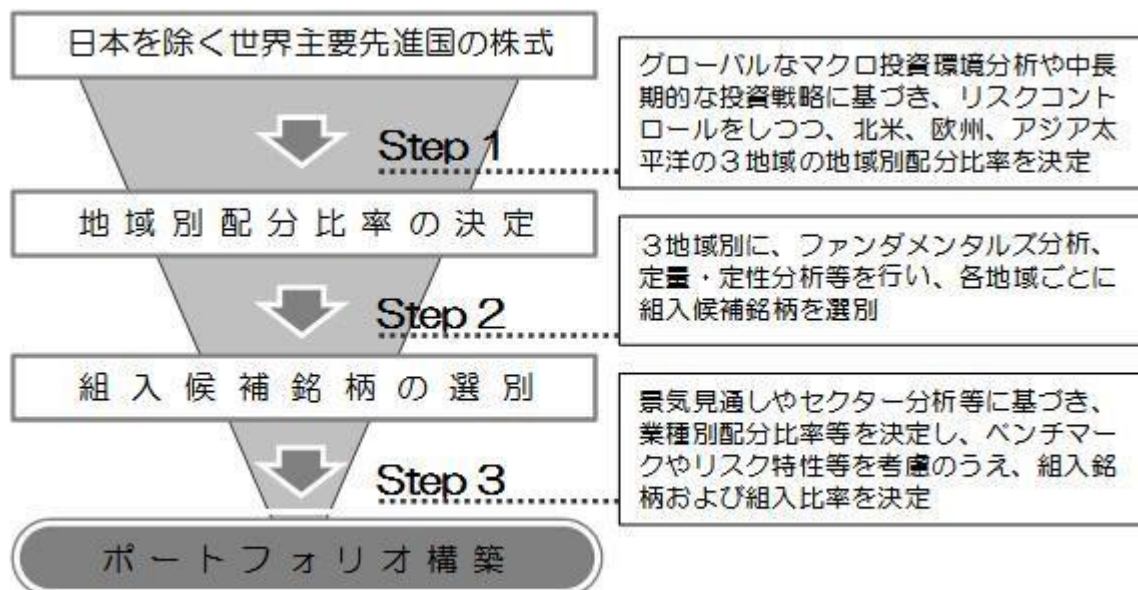 日本を除く世界主要先進国の株式
グローバルなマクロ投資環境分析や中長
期的な投資戦略に基づき、リスクコント
ロールをしつつ、北米、欧州、アジア太
平洋の３地域の地域別配分比率を決定
Step 1
地域別配分比率の決定
３地域別に、ファンダメンタルズ分析、
定量・定性分析等を行い、各地域ごとに
組入候補銘柄を選別
Step 2
組入候補銘柄の選別
景気見通しやセクター分析等に基づき、
業種別配分比率等を決定し、ベンチマー
クやリスク特性等を考慮のうえ、組入銘
柄および組入比率を決定
Step 3
ポートフォリオ構築